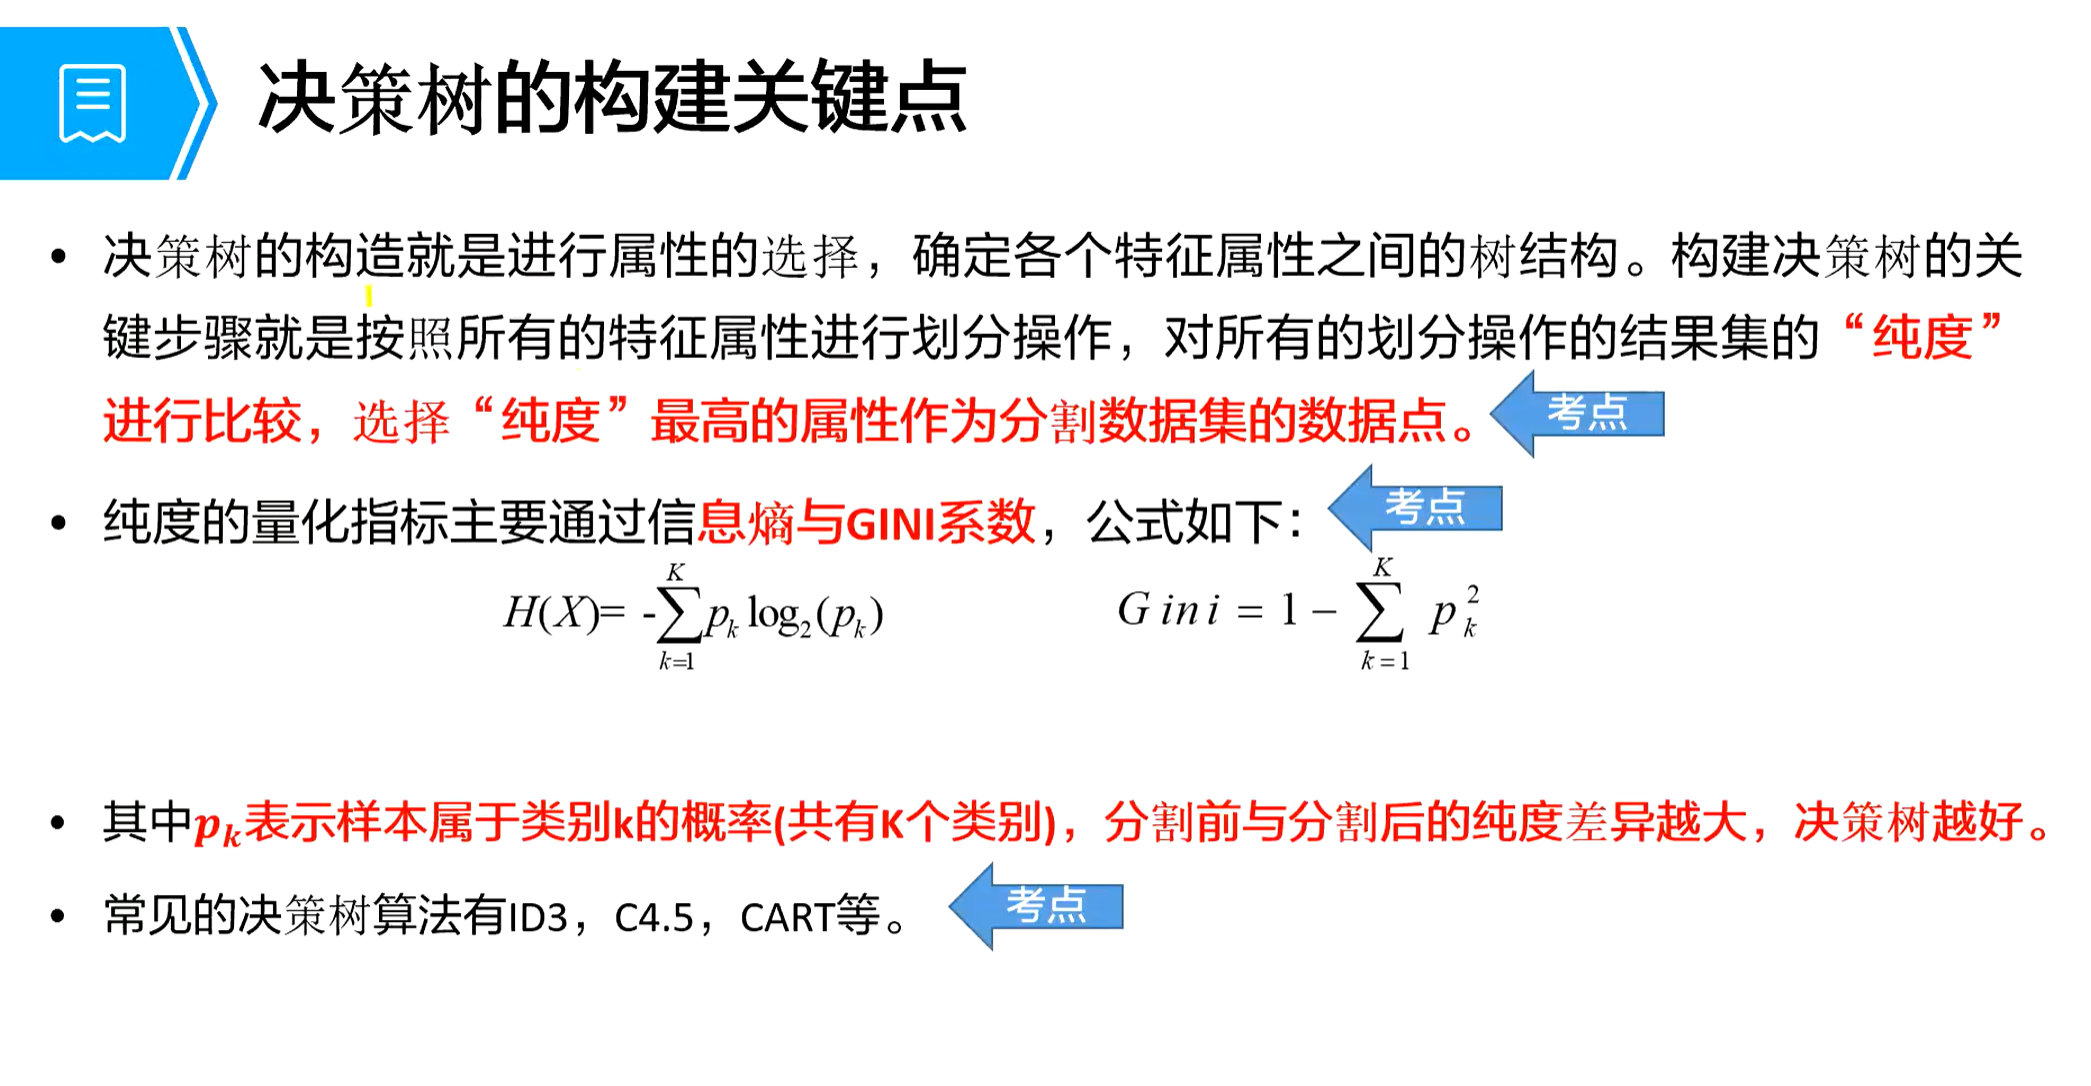 决策树的构建关键点
• 决策树的构造就是进行属性的选择，确定各个特征属性之间的树结构。构建决策树的关
键步骤就是按照所有的特征属性进行划分操作，对所有的划分操作的结果集的“纯度”
进行比较，选择“纯度”最高的属性作为分割数据集的数据点。 考点
• 纯度的量化指标主要通过信息熵与GINI系数，公式如下： 考点
H(X)= -∑_{k=1}^{K} p_k log₂(p_k) Gini = 1 − ∑_{k=1}^{K} p_k^2
• 其中p_k表示样本属于类别k的概率(共有K个类别)，分割前与分割后的纯度差异越大，决策树越好。
• 常见的决策树算法有ID3，C4.5，CART等。 考点